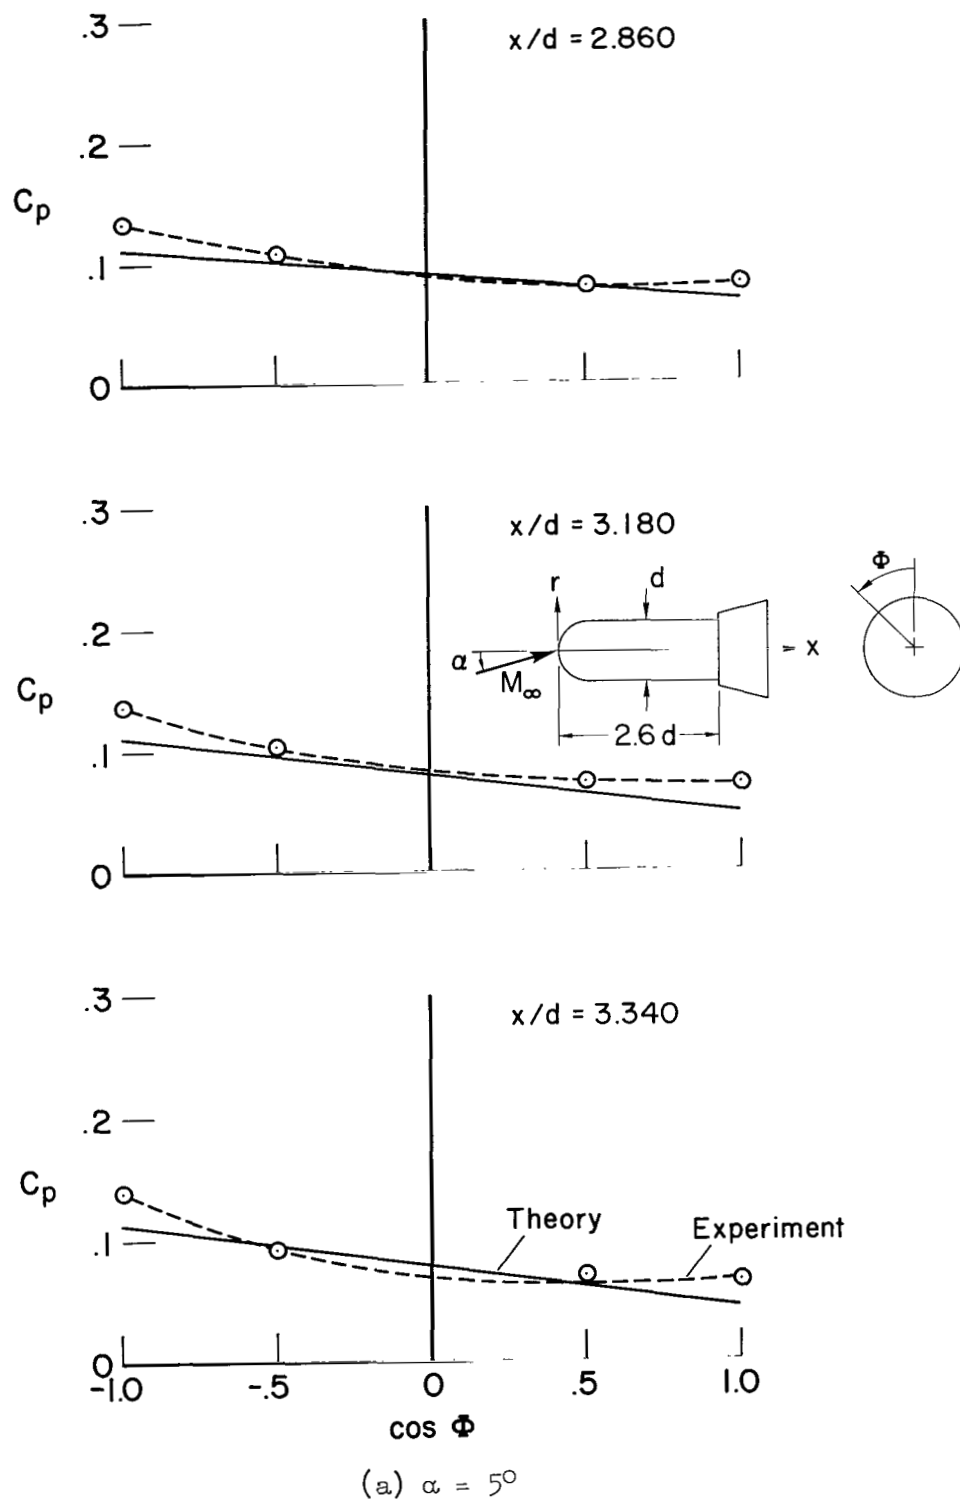 .3
x/d = 2.860
.2
Cp
.1
0
.3
x/d = 3.180
Φ
r
d
.2
α
= x
M∞
Cp
2.6 d
.1
0
.3
x/d = 3.340
.2
Cp
Theory
Experiment
.1
0
-1.0
-.5
0
.5
1.0
cos Φ
(a) α = 5°